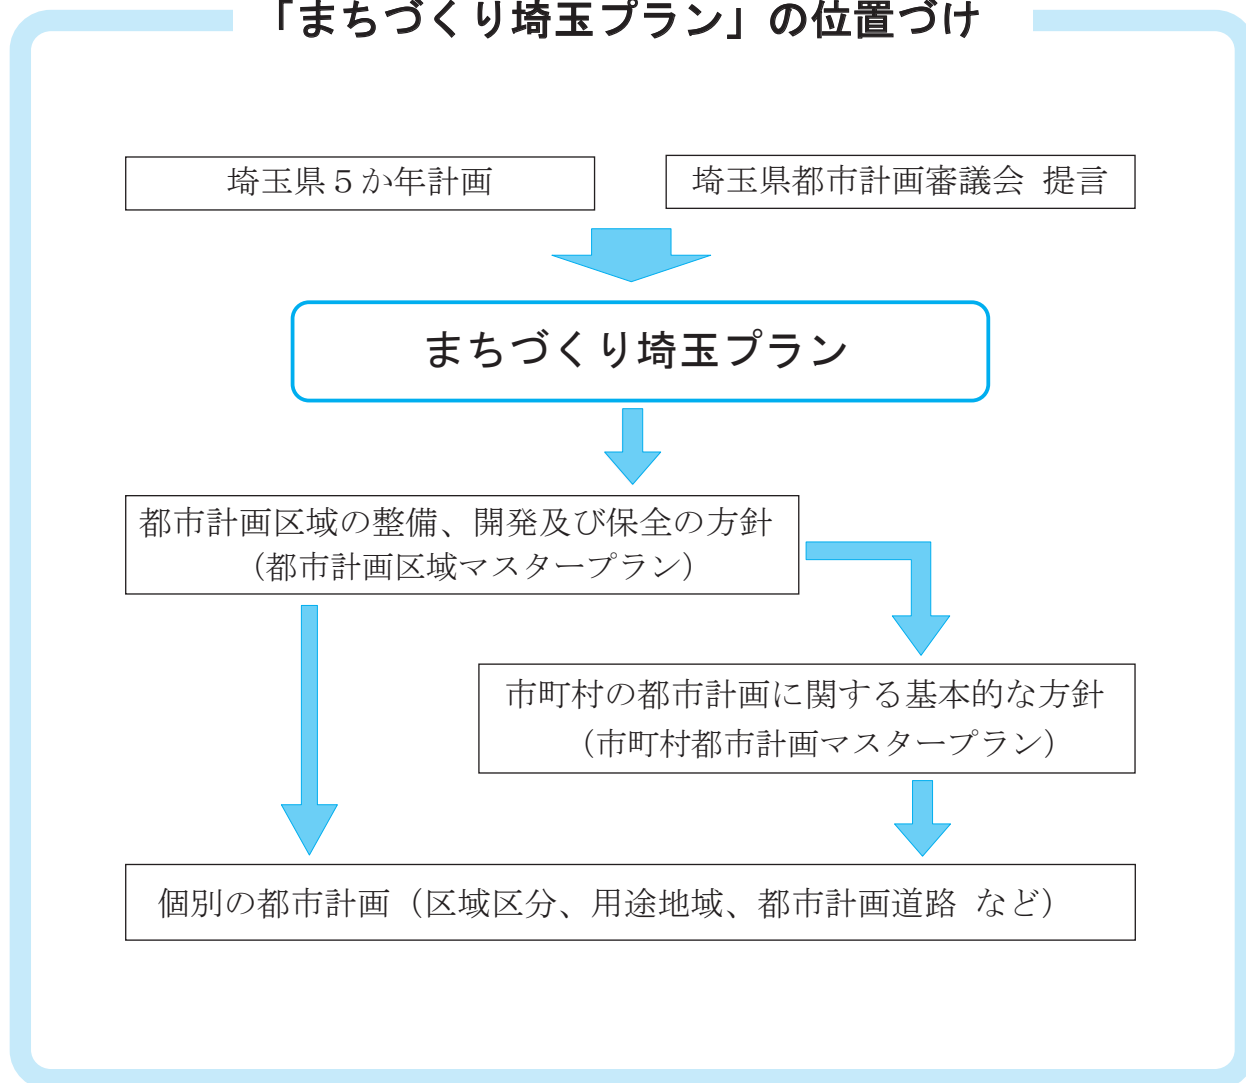 「まちづくり埼玉プラン」の位置づけ
埼玉県５か年計画
埼玉県都市計画審議会 提言
まちづくり埼玉プラン
都市計画区域の整備、開発及び保全の方針
（都市計画区域マスタープラン）
市町村の都市計画に関する基本的な方針
（市町村都市計画マスタープラン）
個別の都市計画（区域区分、用途地域、都市計画道路 など）